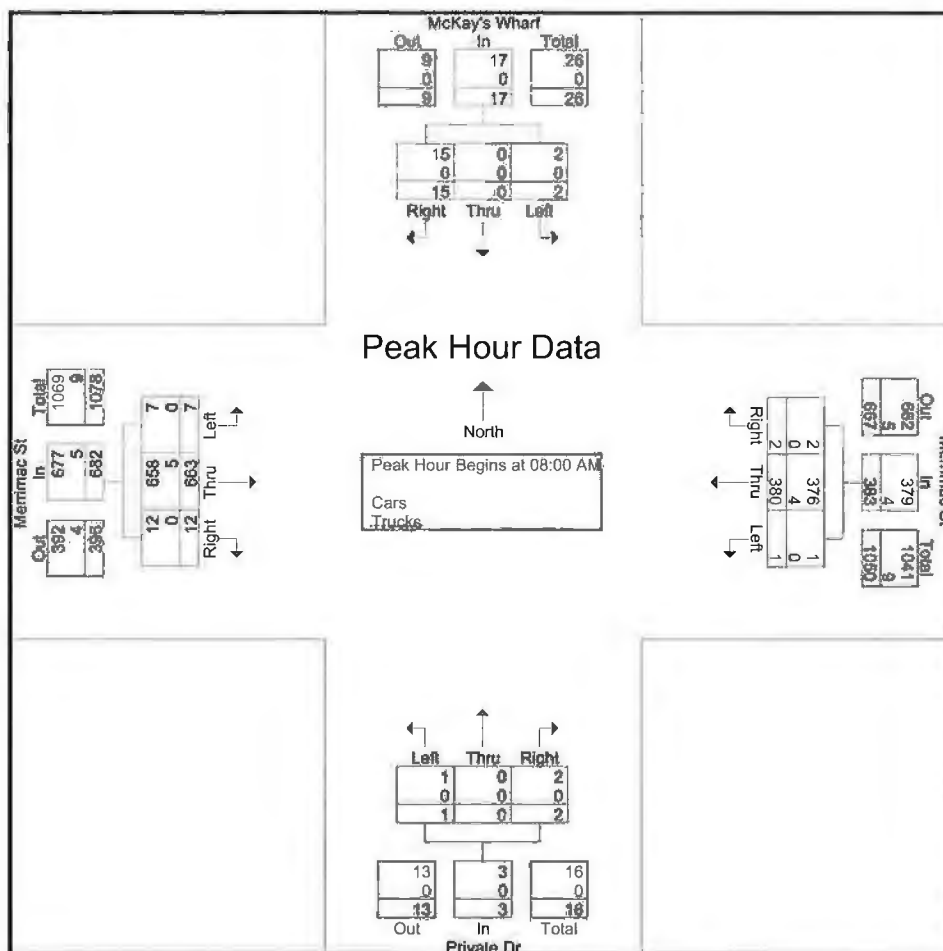 McKay's Wharf
Out In Total
9 17 26
0 0 0
9 17 26
15 0 2
0 0 0
15 0 2
Right Thru Left
Peak Hour Data
North
Peak Hour Begins at 08:00 AM
Cars
Trucks
Merrimac St
Total In Out
1069 677 392
9 5 4
1078 682 396
7 658 12
0 5 0
7 663 12
Left Thru Right
Out In Total
662 379 1041
5 4 9
667 383 1050
2 376 1
0 4 0
2 380 1
Right Thru Left
Left Thru Right
1 0 2
0 0 0
1 0 2
13 3 16
0 0 0
13 3 16
Out In Total
Private Dr